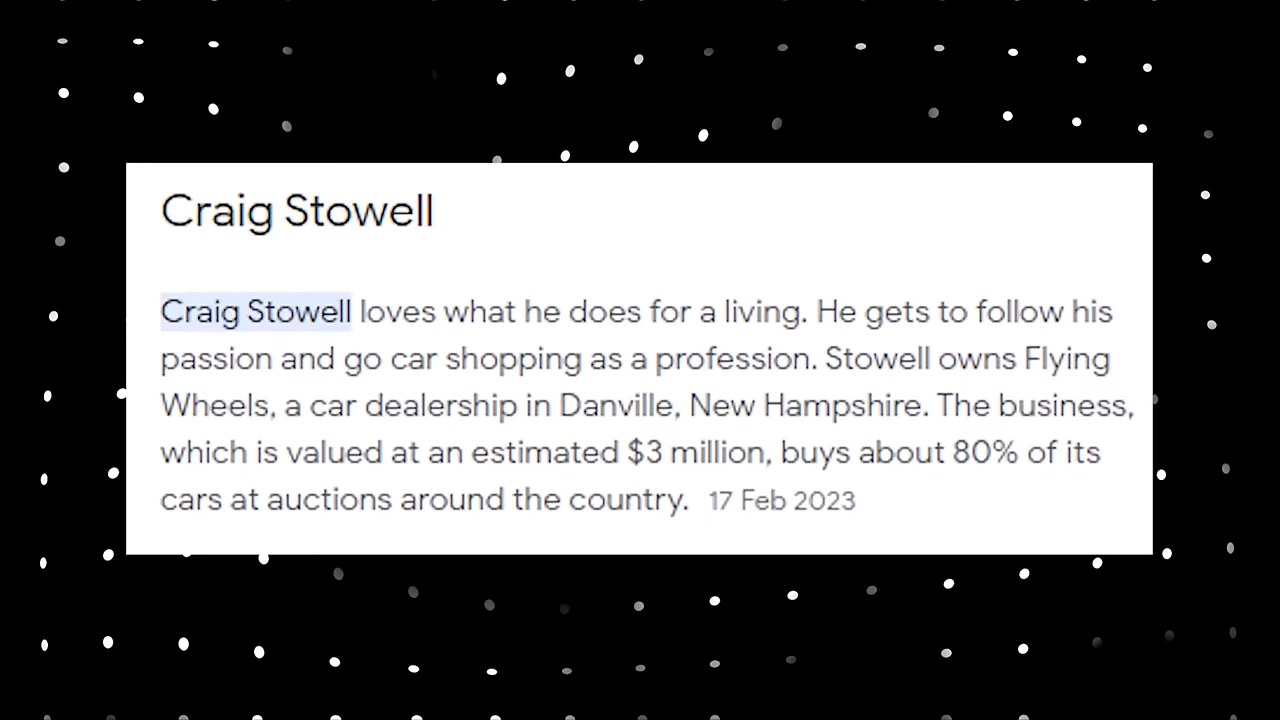 Craig Stowell
Craig Stowell loves what he does for a living. He gets to follow his
passion and go car shopping as a profession. Stowell owns Flying
Wheels, a car dealership in Danville, New Hampshire. The business,
which is valued at an estimated $3 million, buys about 80% of its
cars at auctions around the country. 17 Feb 2023